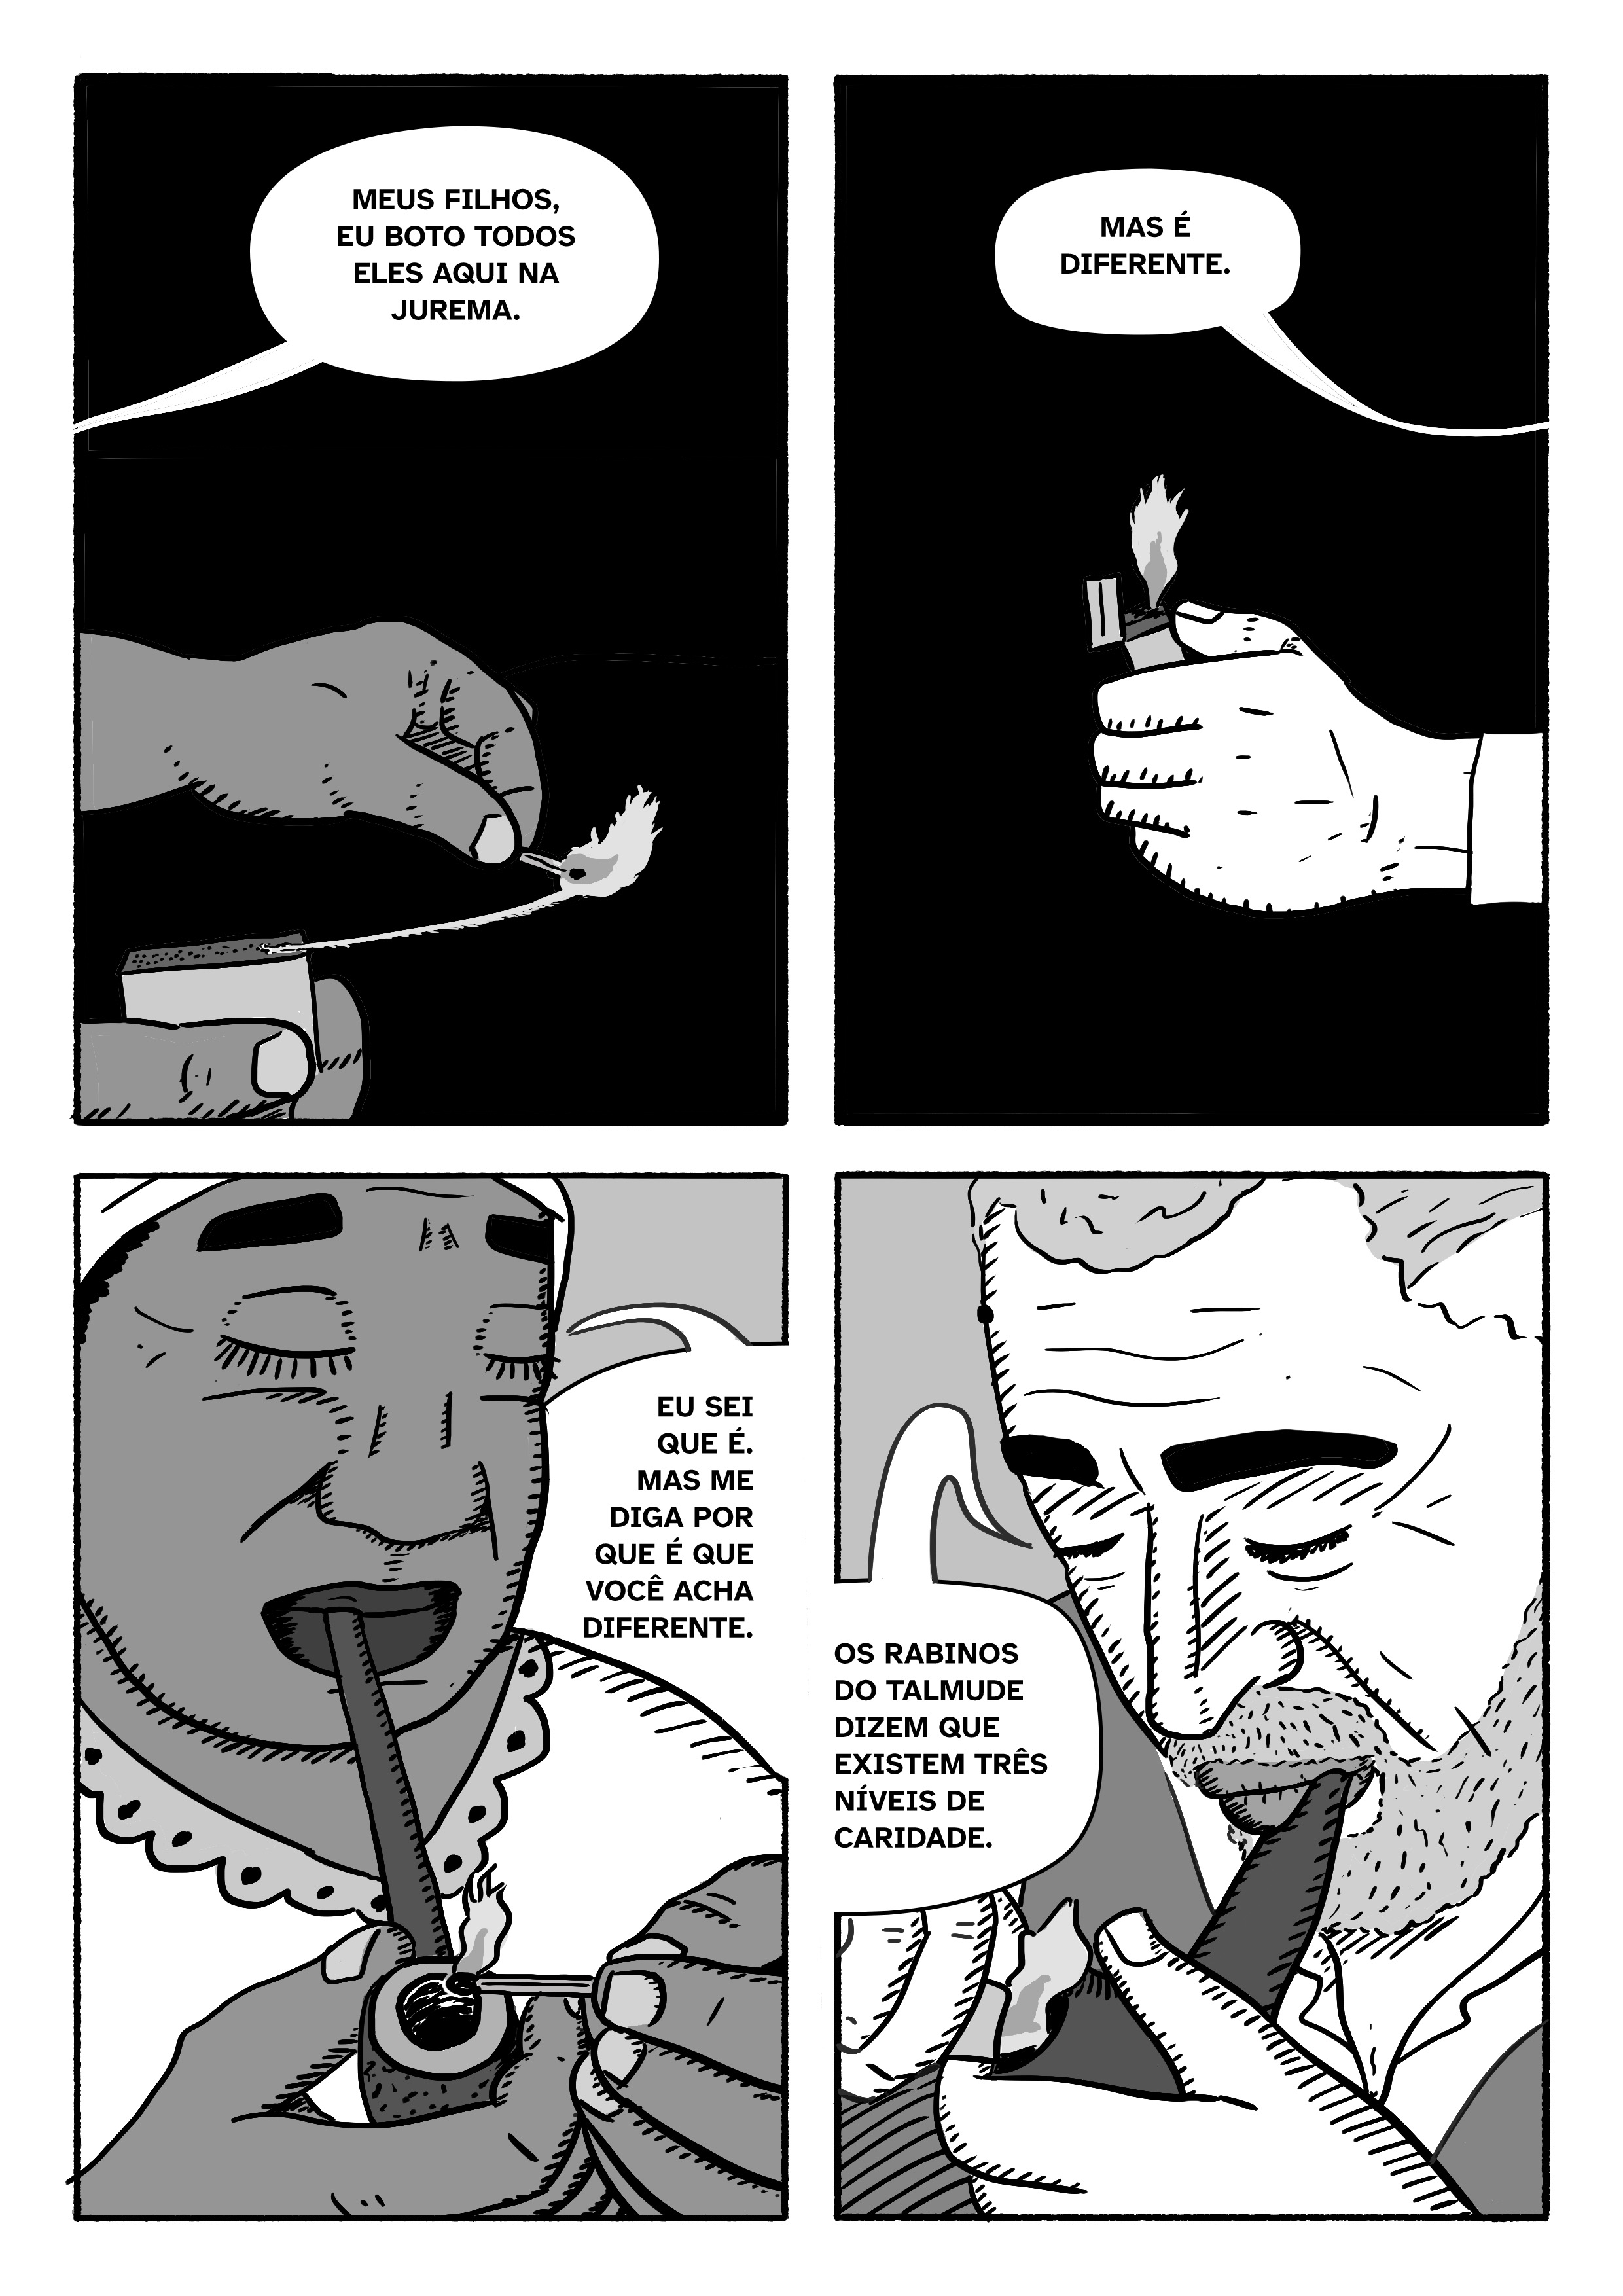 MEUS FILHOS,
EU BOTO TODOS
ELES AQUI NA
JUREMA.
MAS É
DIFERENTE.
EU SEI
QUE É.
MAS ME
DIGA POR
QUE É QUE
VOCÊ ACHA
DIFERENTE.
OS RABINOS
DO TALMUDE
DIZEM QUE
EXISTEM TRÊS
NÍVEIS DE
CARIDADE.